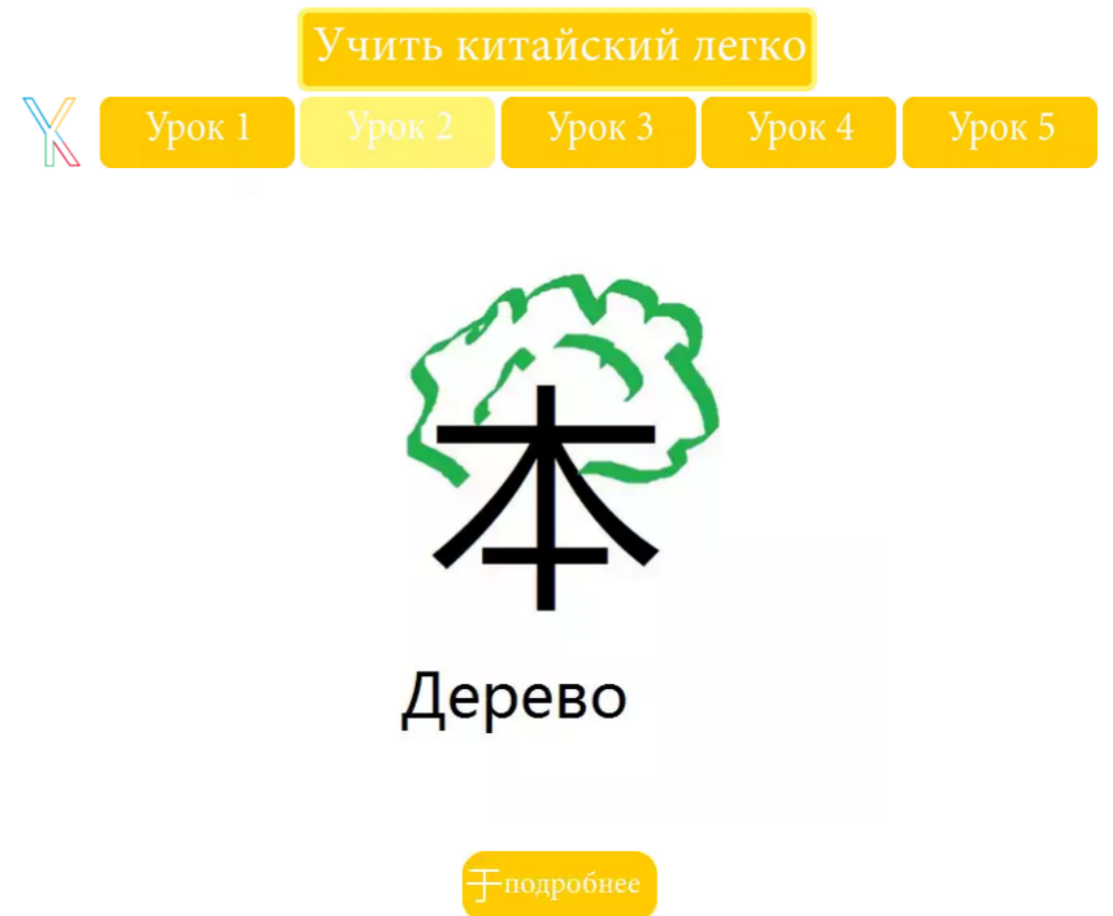 Учить китайский легко
Урок 1 Урок 2 Урок 3 Урок 4 Урок 5
本
Дерево
于подробнее